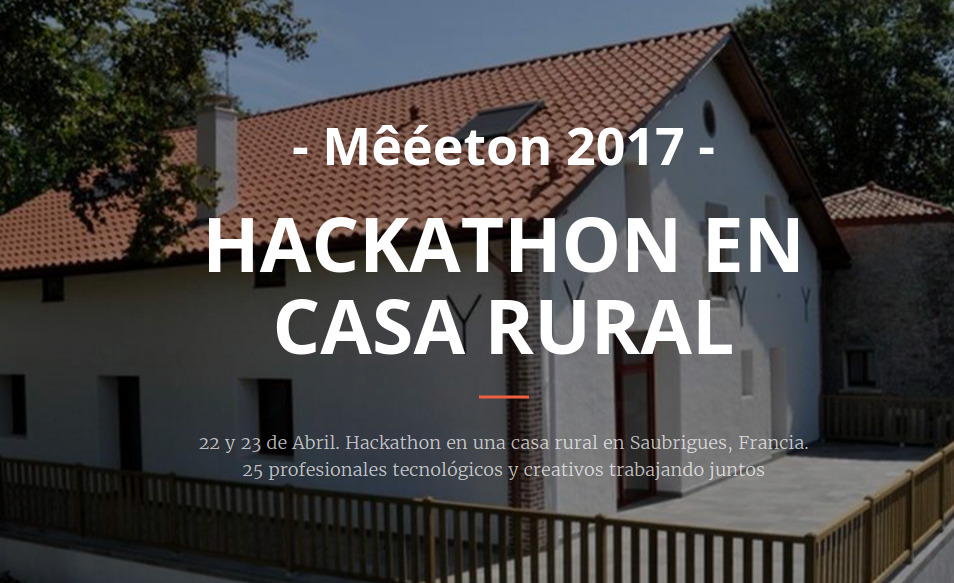 - Mêéeton 2017 -
HACKATHON EN
CASA RURAL
22 y 23 de Abril. Hackathon en una casa rural en Saubrigues, Francia.
25 profesionales tecnológicos y creativos trabajando juntos